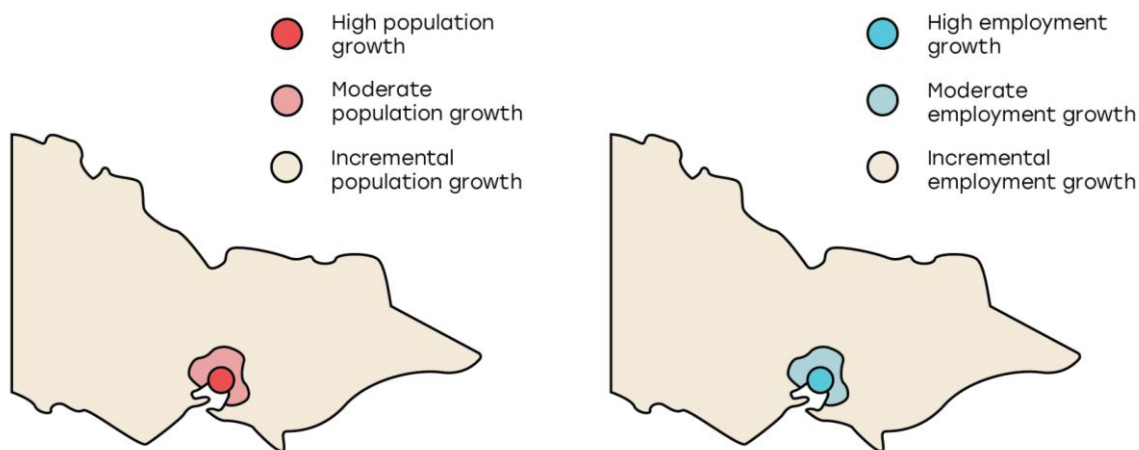 High population
growth
Moderate
population growth
Incremental
population growth
High employment
growth
Moderate
employment growth
Incremental
employment growth